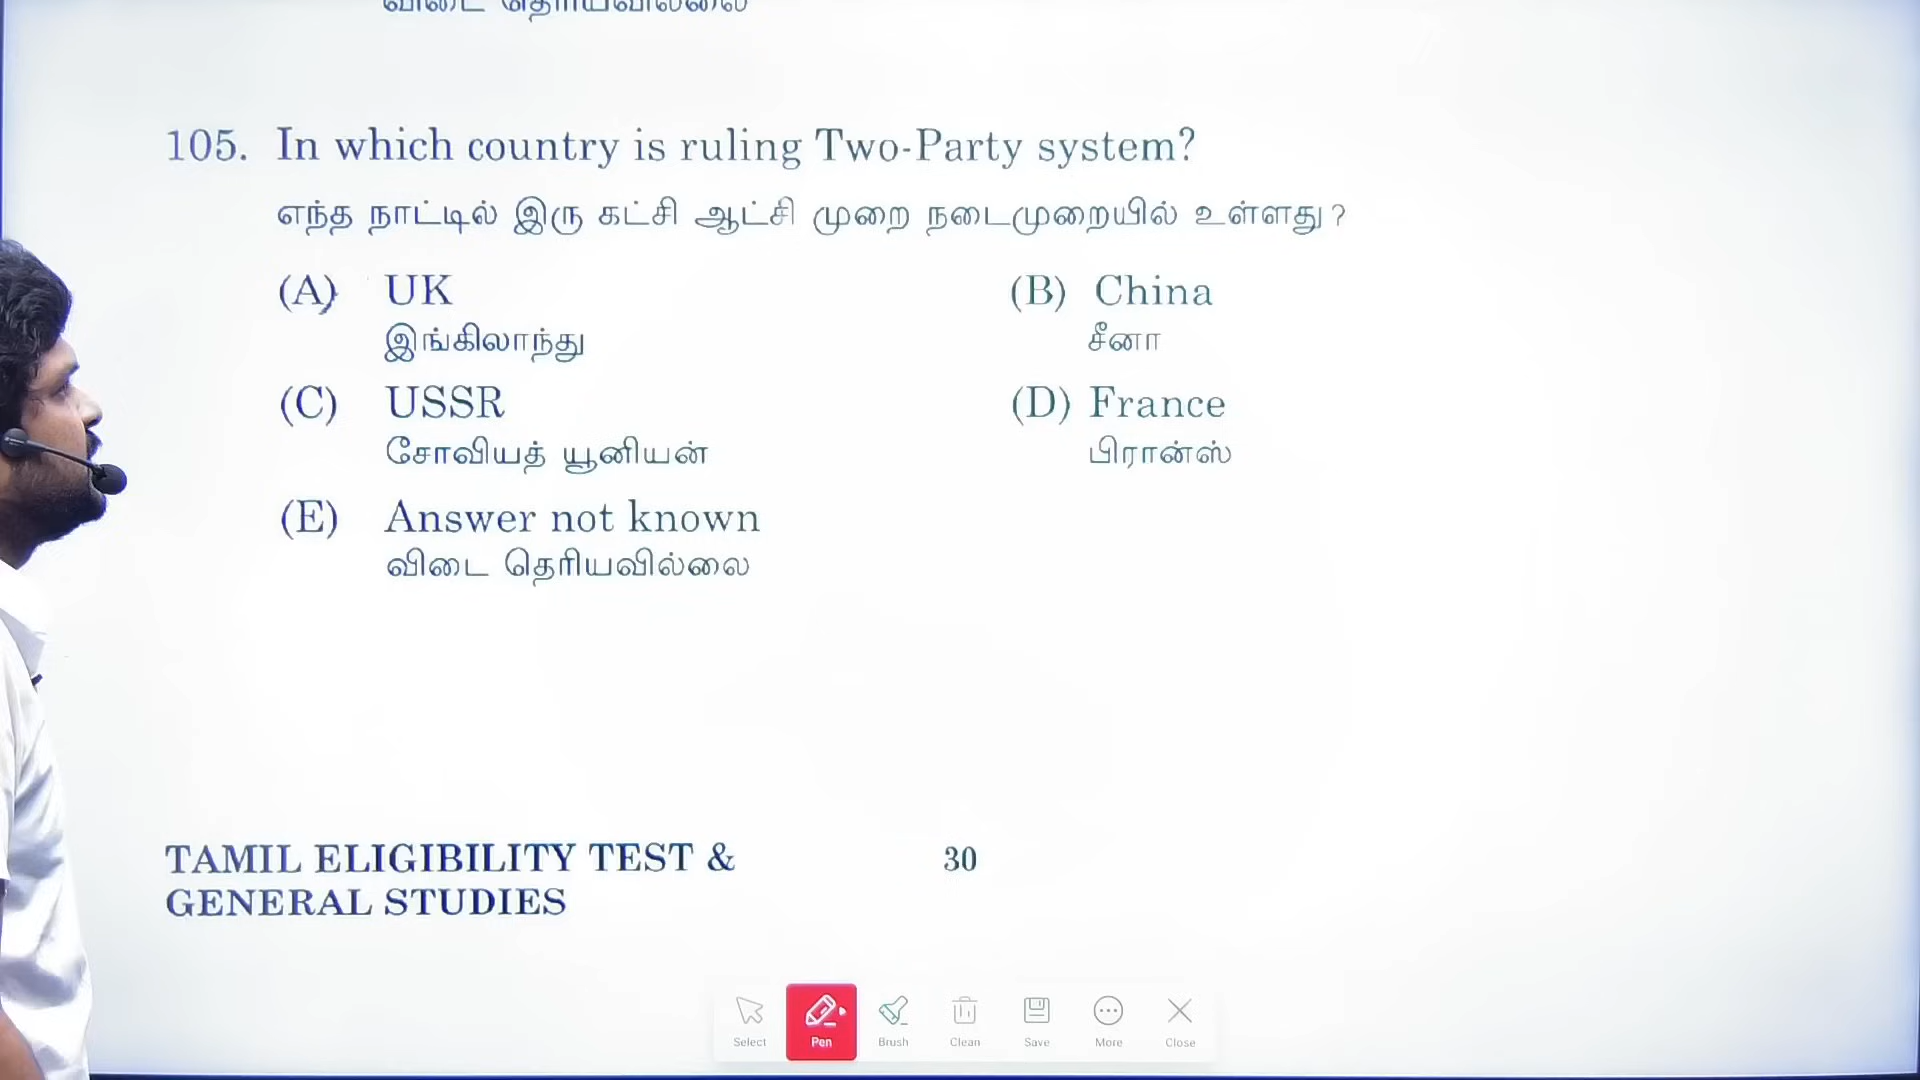 விடை தெரியவில்லை
105. In which country is ruling Two-Party system?
எந்த நாட்டில் இரு கட்சி ஆட்சி முறை நடைமுறையில் உள்ளது?
(A) UK (B) China
இங்கிலாந்து சீனா
(C) USSR (D) France
சோவியத் யூனியன் பிரான்ஸ்
(E) Answer not known
விடை தெரியவில்லை
TAMIL ELIGIBILITY TEST & 30
GENERAL STUDIES
Select Pen Brush Clean Save More Close